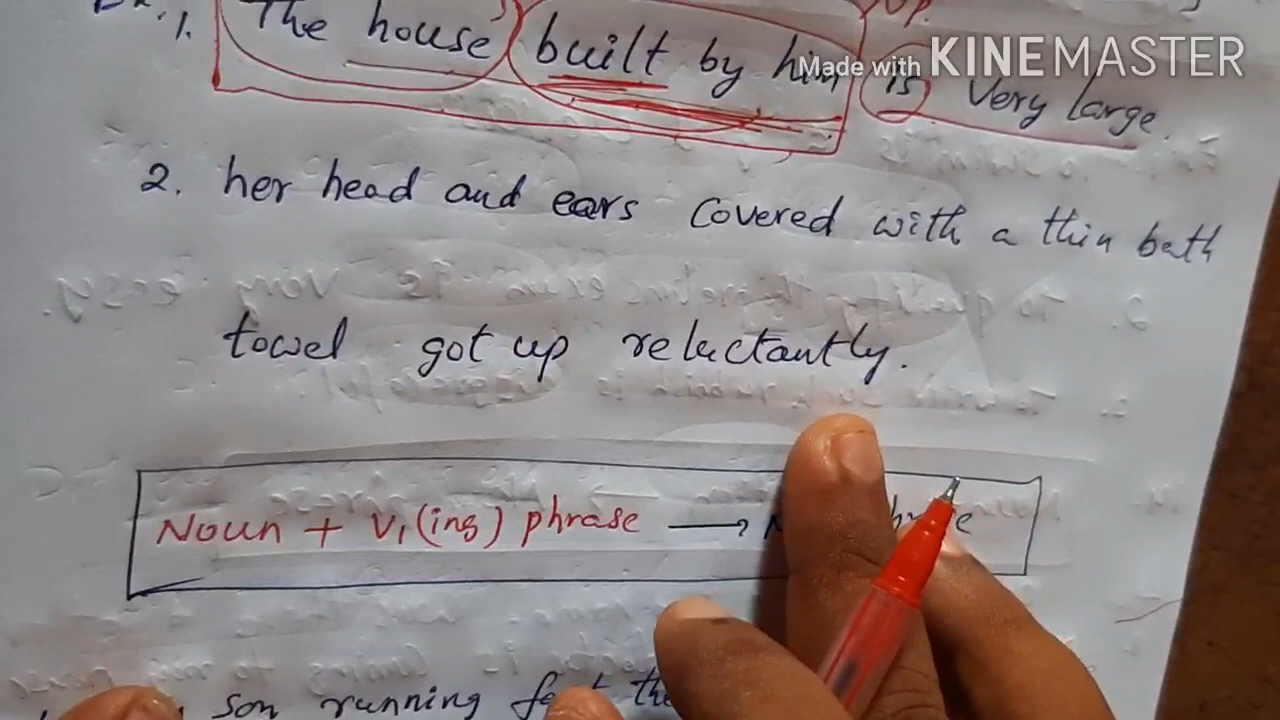 1. The house built by him is very large.
Made with KINEMASTER
2. her head and ears covered with a thin bath
towel got up reluctantly.
Noun + V1(ing) phrase →
son running